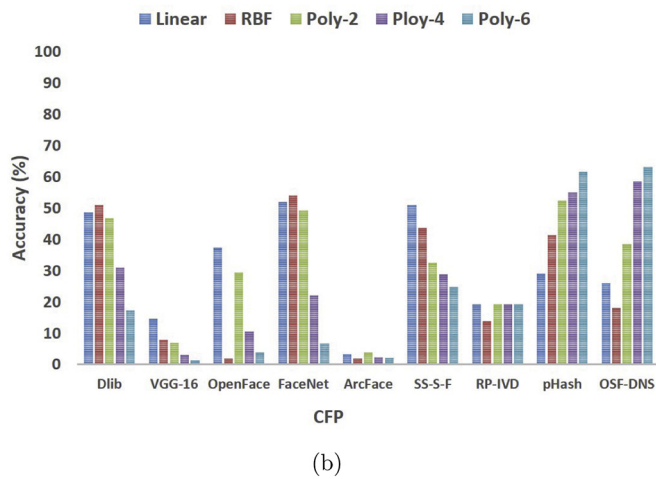 Linear RBF Poly-2 Ploy-4 Poly-6
100
90
80
70
60
50
40
30
20
10
0
Accuracy (%)
Dlib VGG-16 OpenFace FaceNet ArcFace SS-S-F RP-IVD pHash OSF-DNS
CFP
(b)